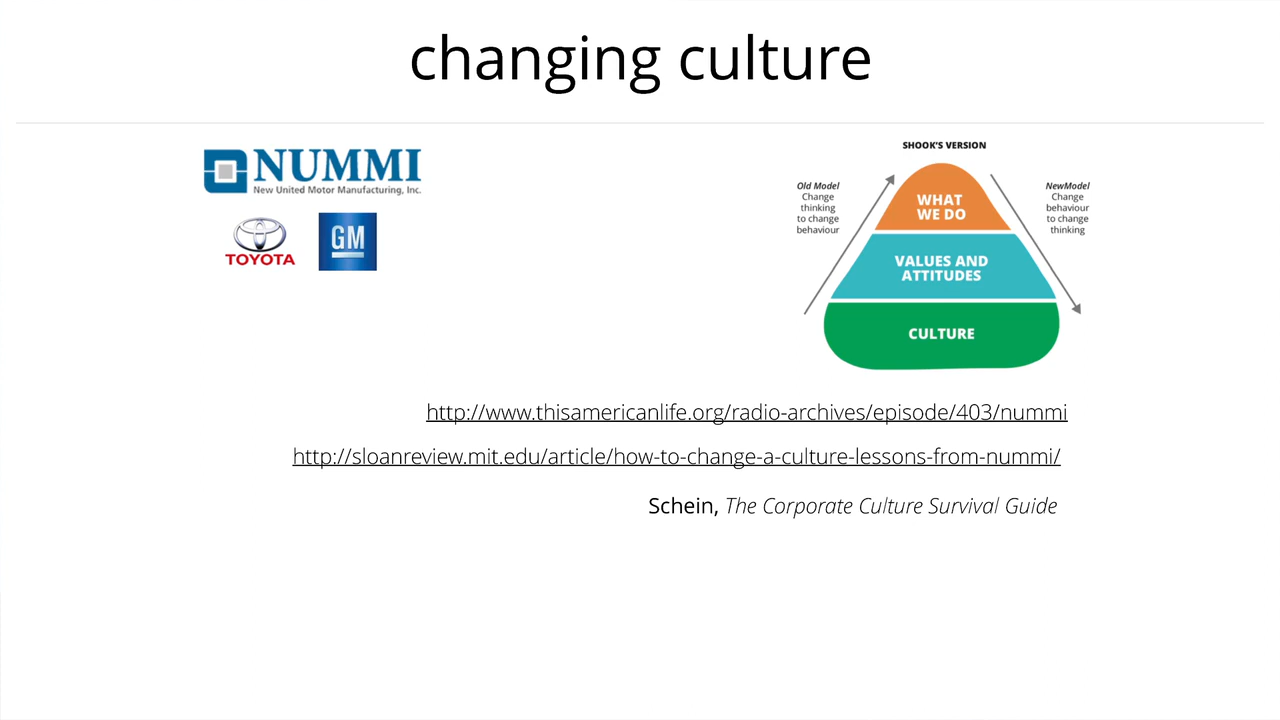 changing culture
NUMMI
New United Motor Manufacturing, Inc.
TOYOTA
GM
SHOOK'S VERSION
Old Model
Change
thinking
to change
behaviour
NewModel
Change
behaviour
to change
thinking
WHAT
WE DO
VALUES AND
ATTITUDES
CULTURE
http://www.thisamericanlife.org/radio-archives/episode/403/nummi
http://sloanreview.mit.edu/article/how-to-change-a-culture-lessons-from-nummi/
Schein, The Corporate Culture Survival Guide